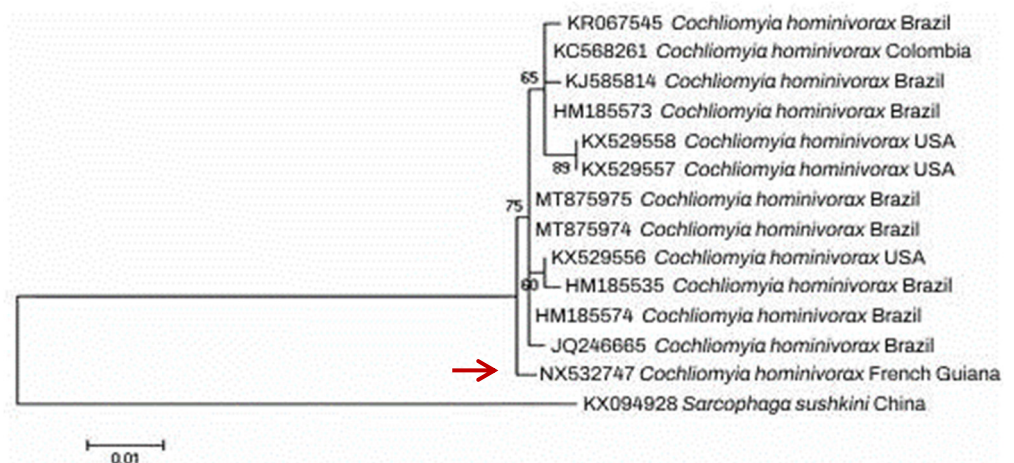 KR067545 Cochliomyia hominivorax Brazil
KC568261 Cochliomyia hominivorax Colombia
65
KJ585814 Cochliomyia hominivorax Brazil
HM185573 Cochliomyia hominivorax Brazil
KX529558 Cochliomyia hominivorax USA
89 KX529557 Cochliomyia hominivorax USA
75
MT875975 Cochliomyia hominivorax Brazil
MT875974 Cochliomyia hominivorax Brazil
KX529556 Cochliomyia hominivorax USA
60 HM185535 Cochliomyia hominivorax Brazil
HM185574 Cochliomyia hominivorax Brazil
JQ246665 Cochliomyia hominivorax Brazil
NX532747 Cochliomyia hominivorax French Guiana
KX094928 Sarcophaga sushkini China
0.01